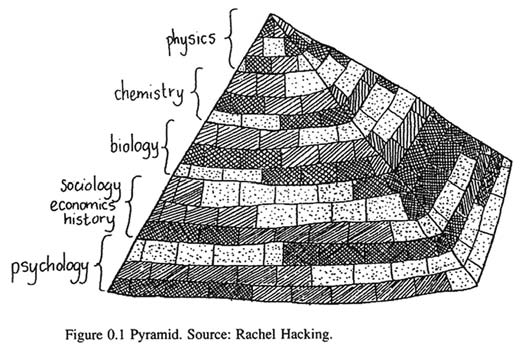 physics
chemistry
biology
sociology
economics
history
psychology
Figure 0.1 Pyramid. Source: Rachel Hacking.